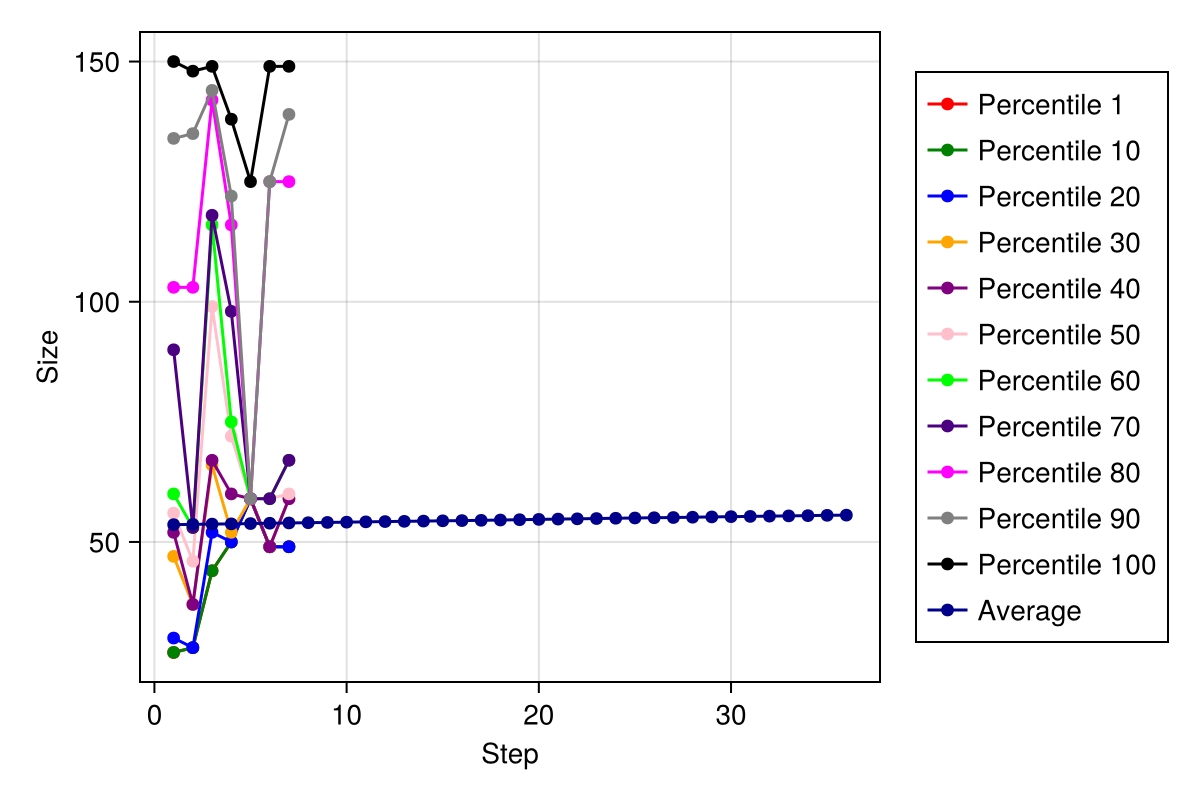 150
100
50
Size
0
10
20
30
Step
Percentile 1
Percentile 10
Percentile 20
Percentile 30
Percentile 40
Percentile 50
Percentile 60
Percentile 70
Percentile 80
Percentile 90
Percentile 100
Average